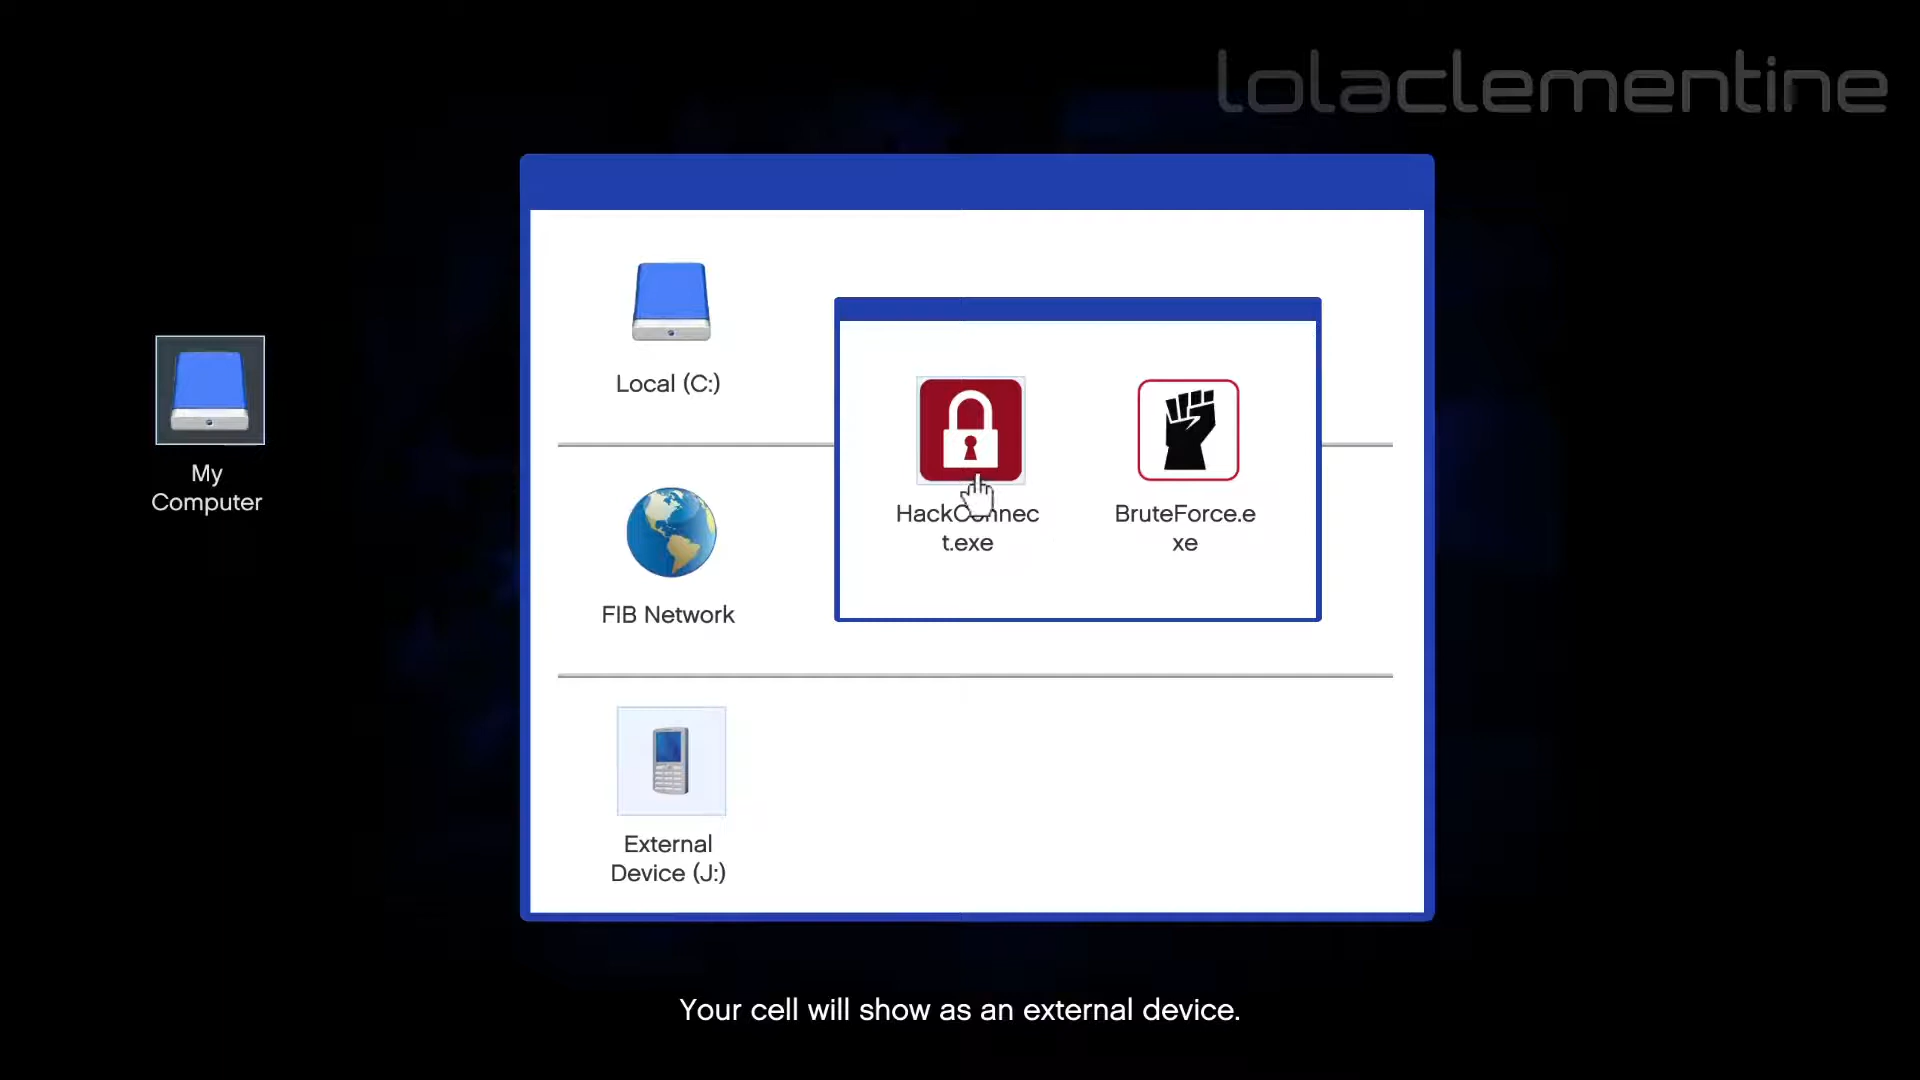 lolaclementine
Local (C:)
My
Computer
HackConnec
t.exe
BruteForce.e
xe
FIB Network
External
Device (J:)
Your cell will show as an external device.